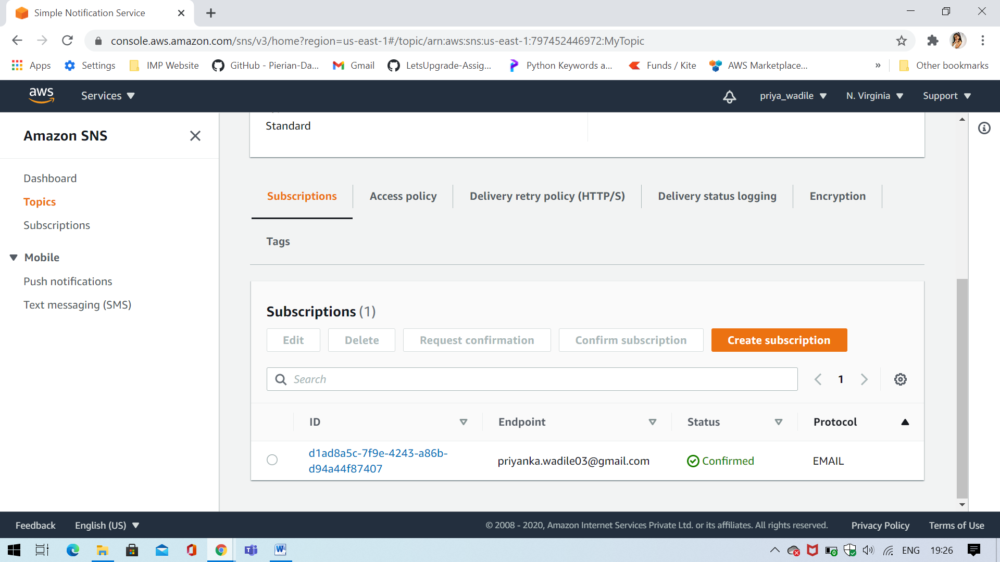 Simple Notification Service
console.aws.amazon.com/sns/v3/home?region=us-east-1#/topic/arn:aws:sns:us-east-1:797452446972:MyTopic
Apps Settings IMP Website GitHub - Pierian-Da... Gmail LetsUpgrade-Assig... Python Keywords a... Funds / Kite AWS Marketplace... » Other bookmarks
aws Services priya_wadile N. Virginia Support
Amazon SNS
Dashboard
Topics
Subscriptions
Mobile
Push notifications
Text messaging (SMS)
Standard
Subscriptions Access policy Delivery retry policy (HTTP/S) Delivery status logging Encryption
Tags
Subscriptions (1)
Edit Delete Request confirmation Confirm subscription Create subscription
Search 1
ID Endpoint Status Protocol
d1ad8a5c-7f9e-4243-a86b-
d94a44f87407 priyanka.wadile03@gmail.com Confirmed EMAIL
Feedback English (US) © 2008 - 2020, Amazon Internet Services Private Ltd. or its affiliates. All rights reserved. Privacy Policy Terms of Use
ENG 19:26